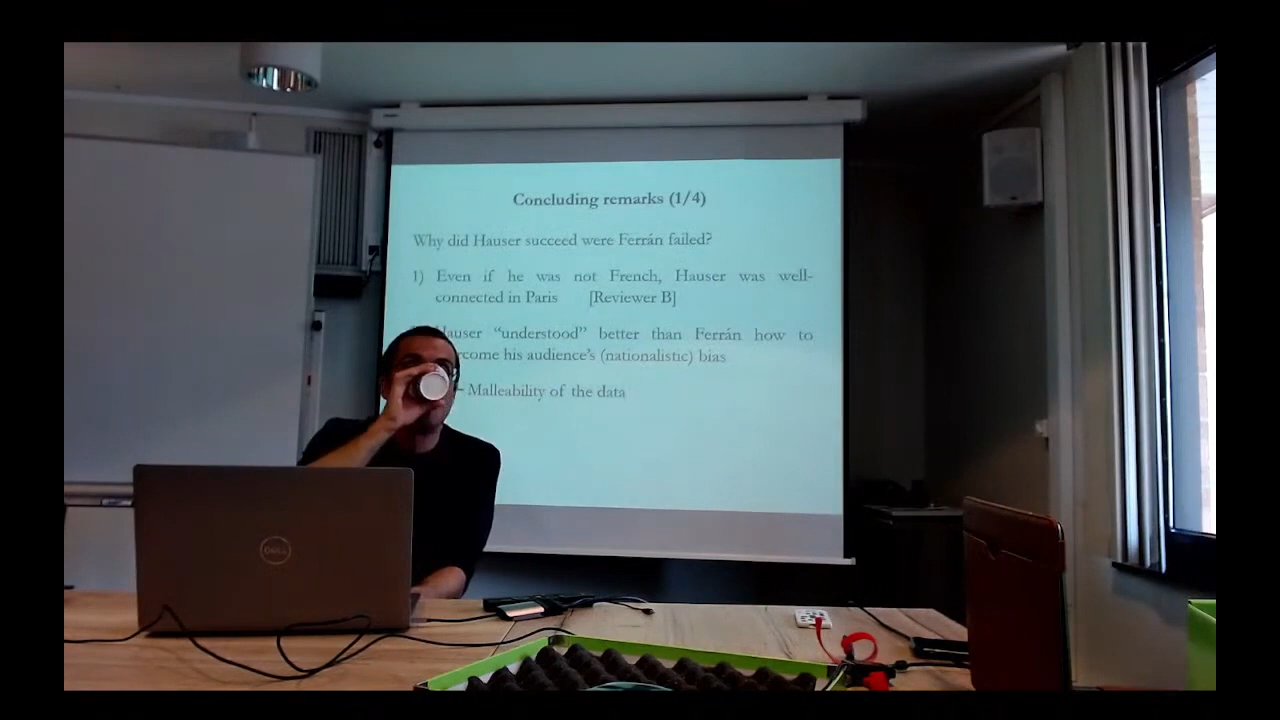 Concluding remarks (1/4)
Why did Hauser succeed were Ferrán failed?
1) Even if he was not French, Hauser was well-
connected in Paris [Reviewer B]
Hauser “understood” better than Ferrán how to
his audience’s (nationalistic) bias
Malleability of the data
DELL